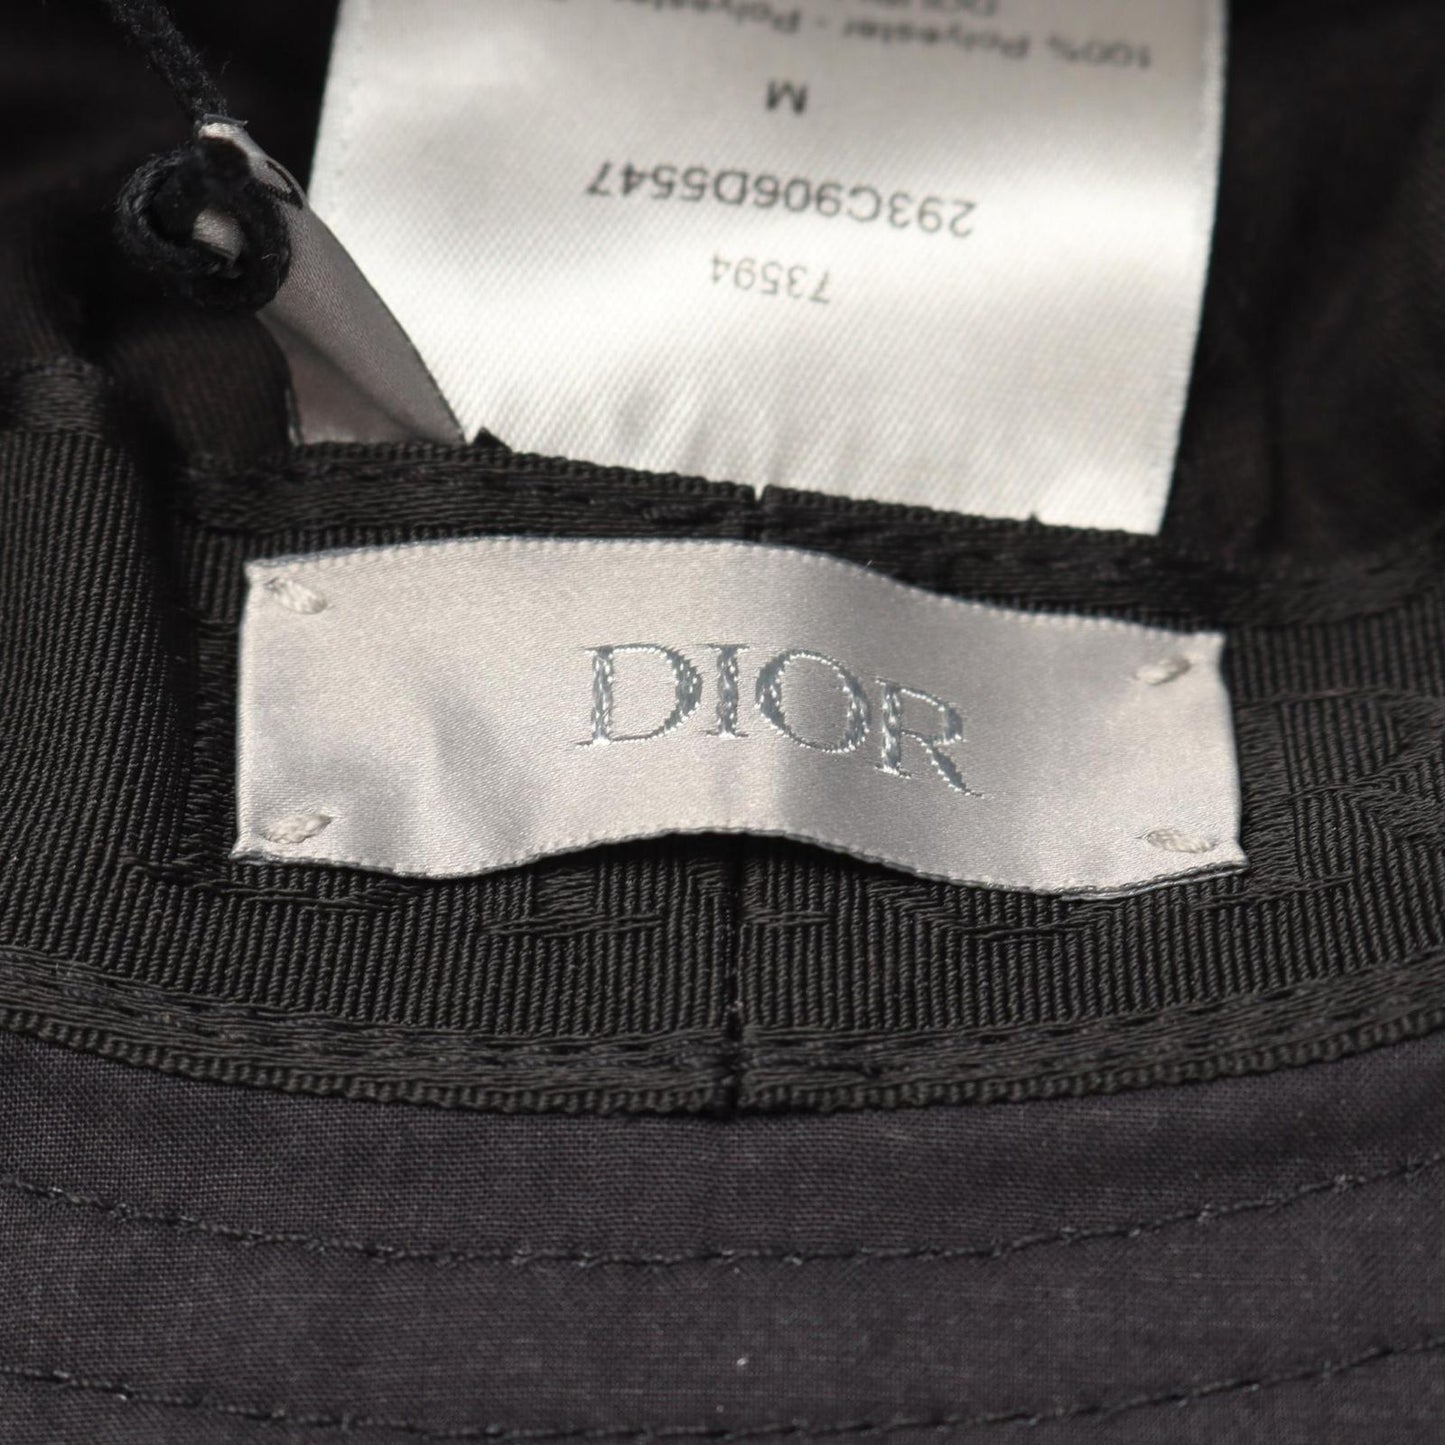 DIOR
73594
293C906D5547
M
100% Polyester - Polyester